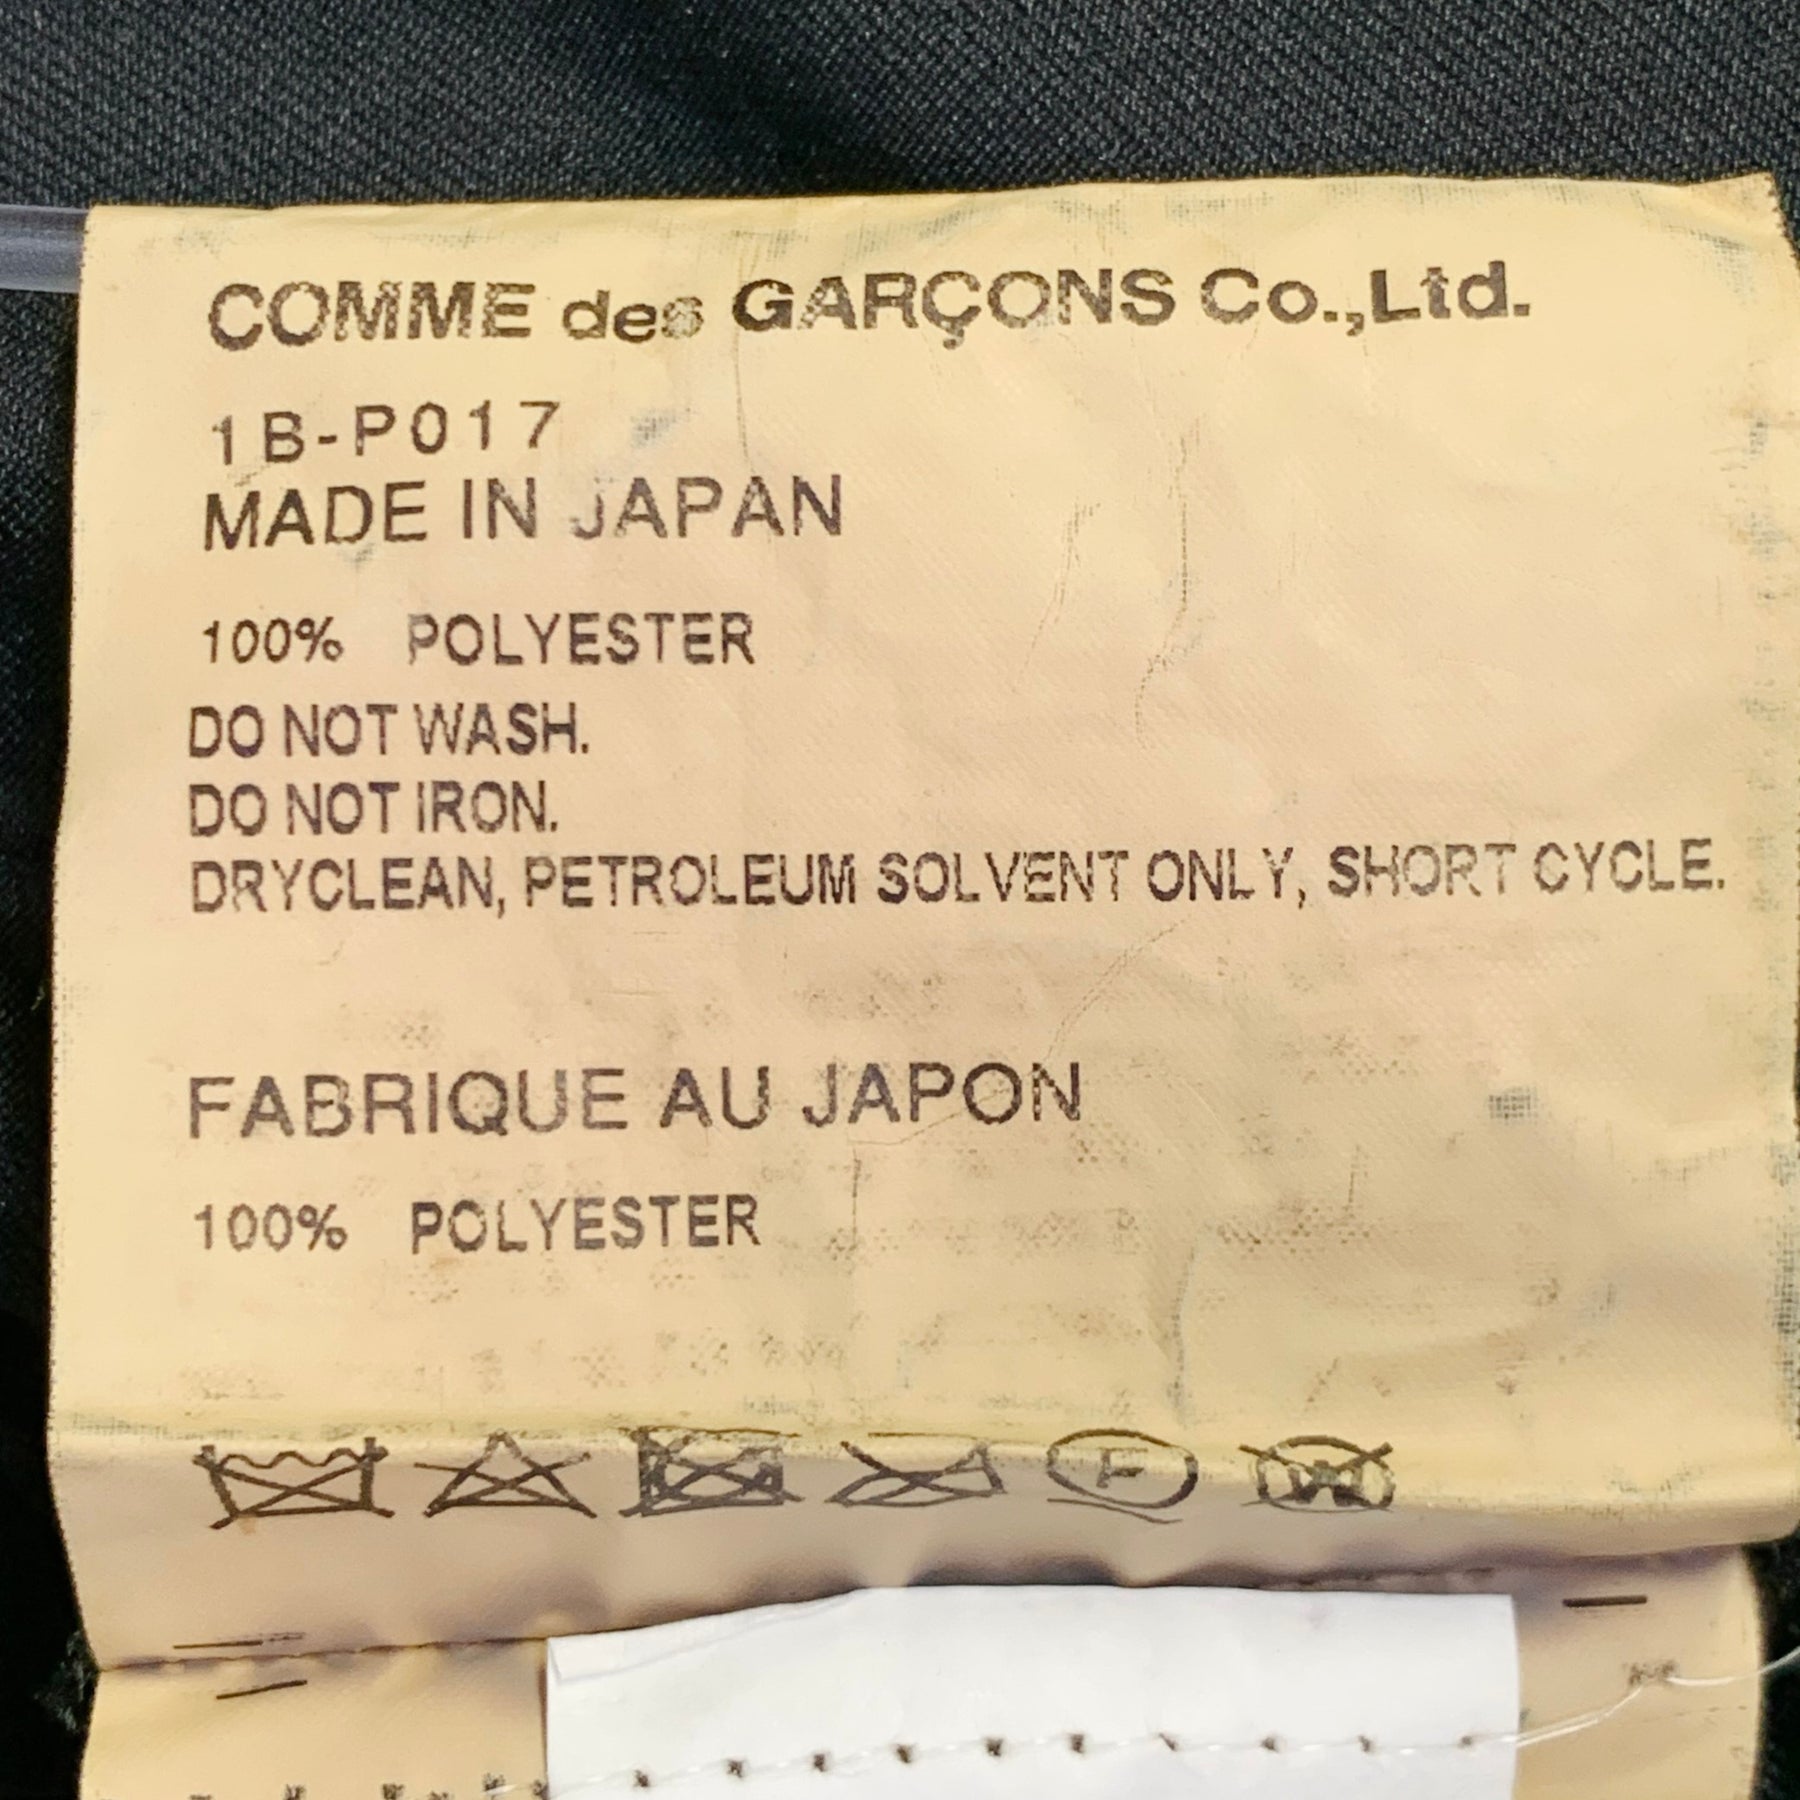 COMME des GARÇONS Co.,Ltd.
1B-P017
MADE IN JAPAN
100% POLYESTER
DO NOT WASH.
DO NOT IRON.
DRYCLEAN, PETROLEUM SOLVENT ONLY, SHORT CYCLE.
FABRIQUE AU JAPON
100% POLYESTER
F W